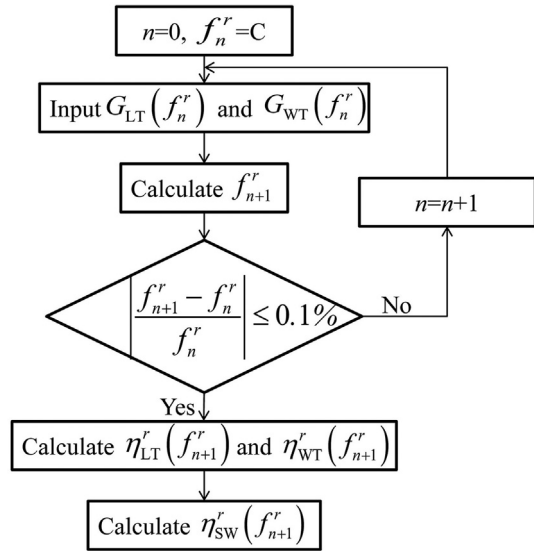 n=0, f_n^r=C
Input G_LT(f_n^r) and G_WT(f_n^r)
Calculate f_{n+1}^r
n=n+1
|(f_{n+1}^r − f_n^r)/f_n^r| ≤ 0.1%
No
Yes
Calculate η_LT^r(f_{n+1}^r) and η_WT^r(f_{n+1}^r)
Calculate η_SW^r(f_{n+1}^r)